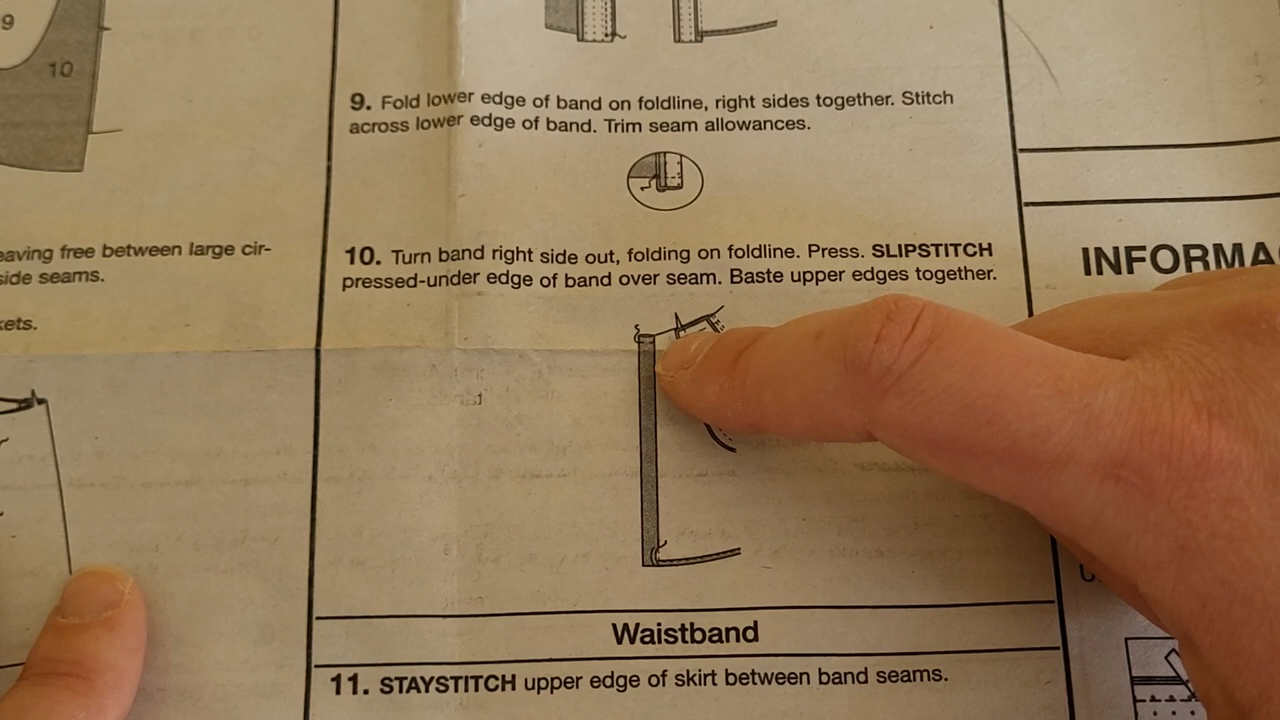 9
10
eaving free between large cir-
side seams.
kets.
9. Fold lower edge of band on foldline, right sides together. Stitch
across lower edge of band. Trim seam allowances.
10. Turn band right side out, folding on foldline. Press. SLIPSTITCH
pressed-under edge of band over seam. Baste upper edges together.
Waistband
11. STAYSTITCH upper edge of skirt between band seams.
INFORMA